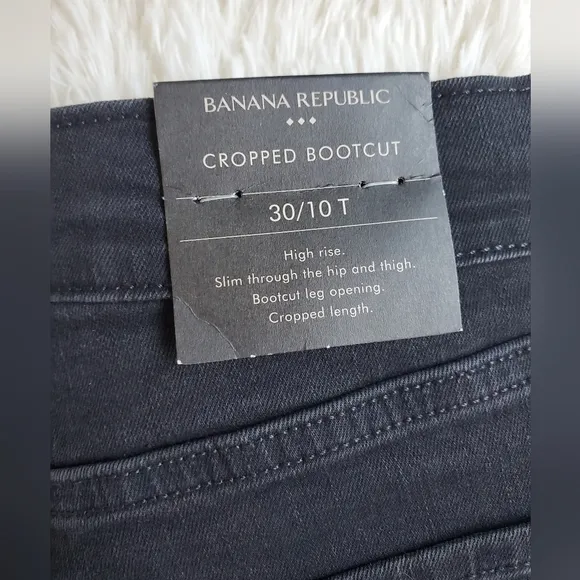 BANANA REPUBLIC
CROPPED BOOTCUT
30/10 T
High rise.
Slim through the hip and thigh.
Bootcut leg opening.
Cropped length.